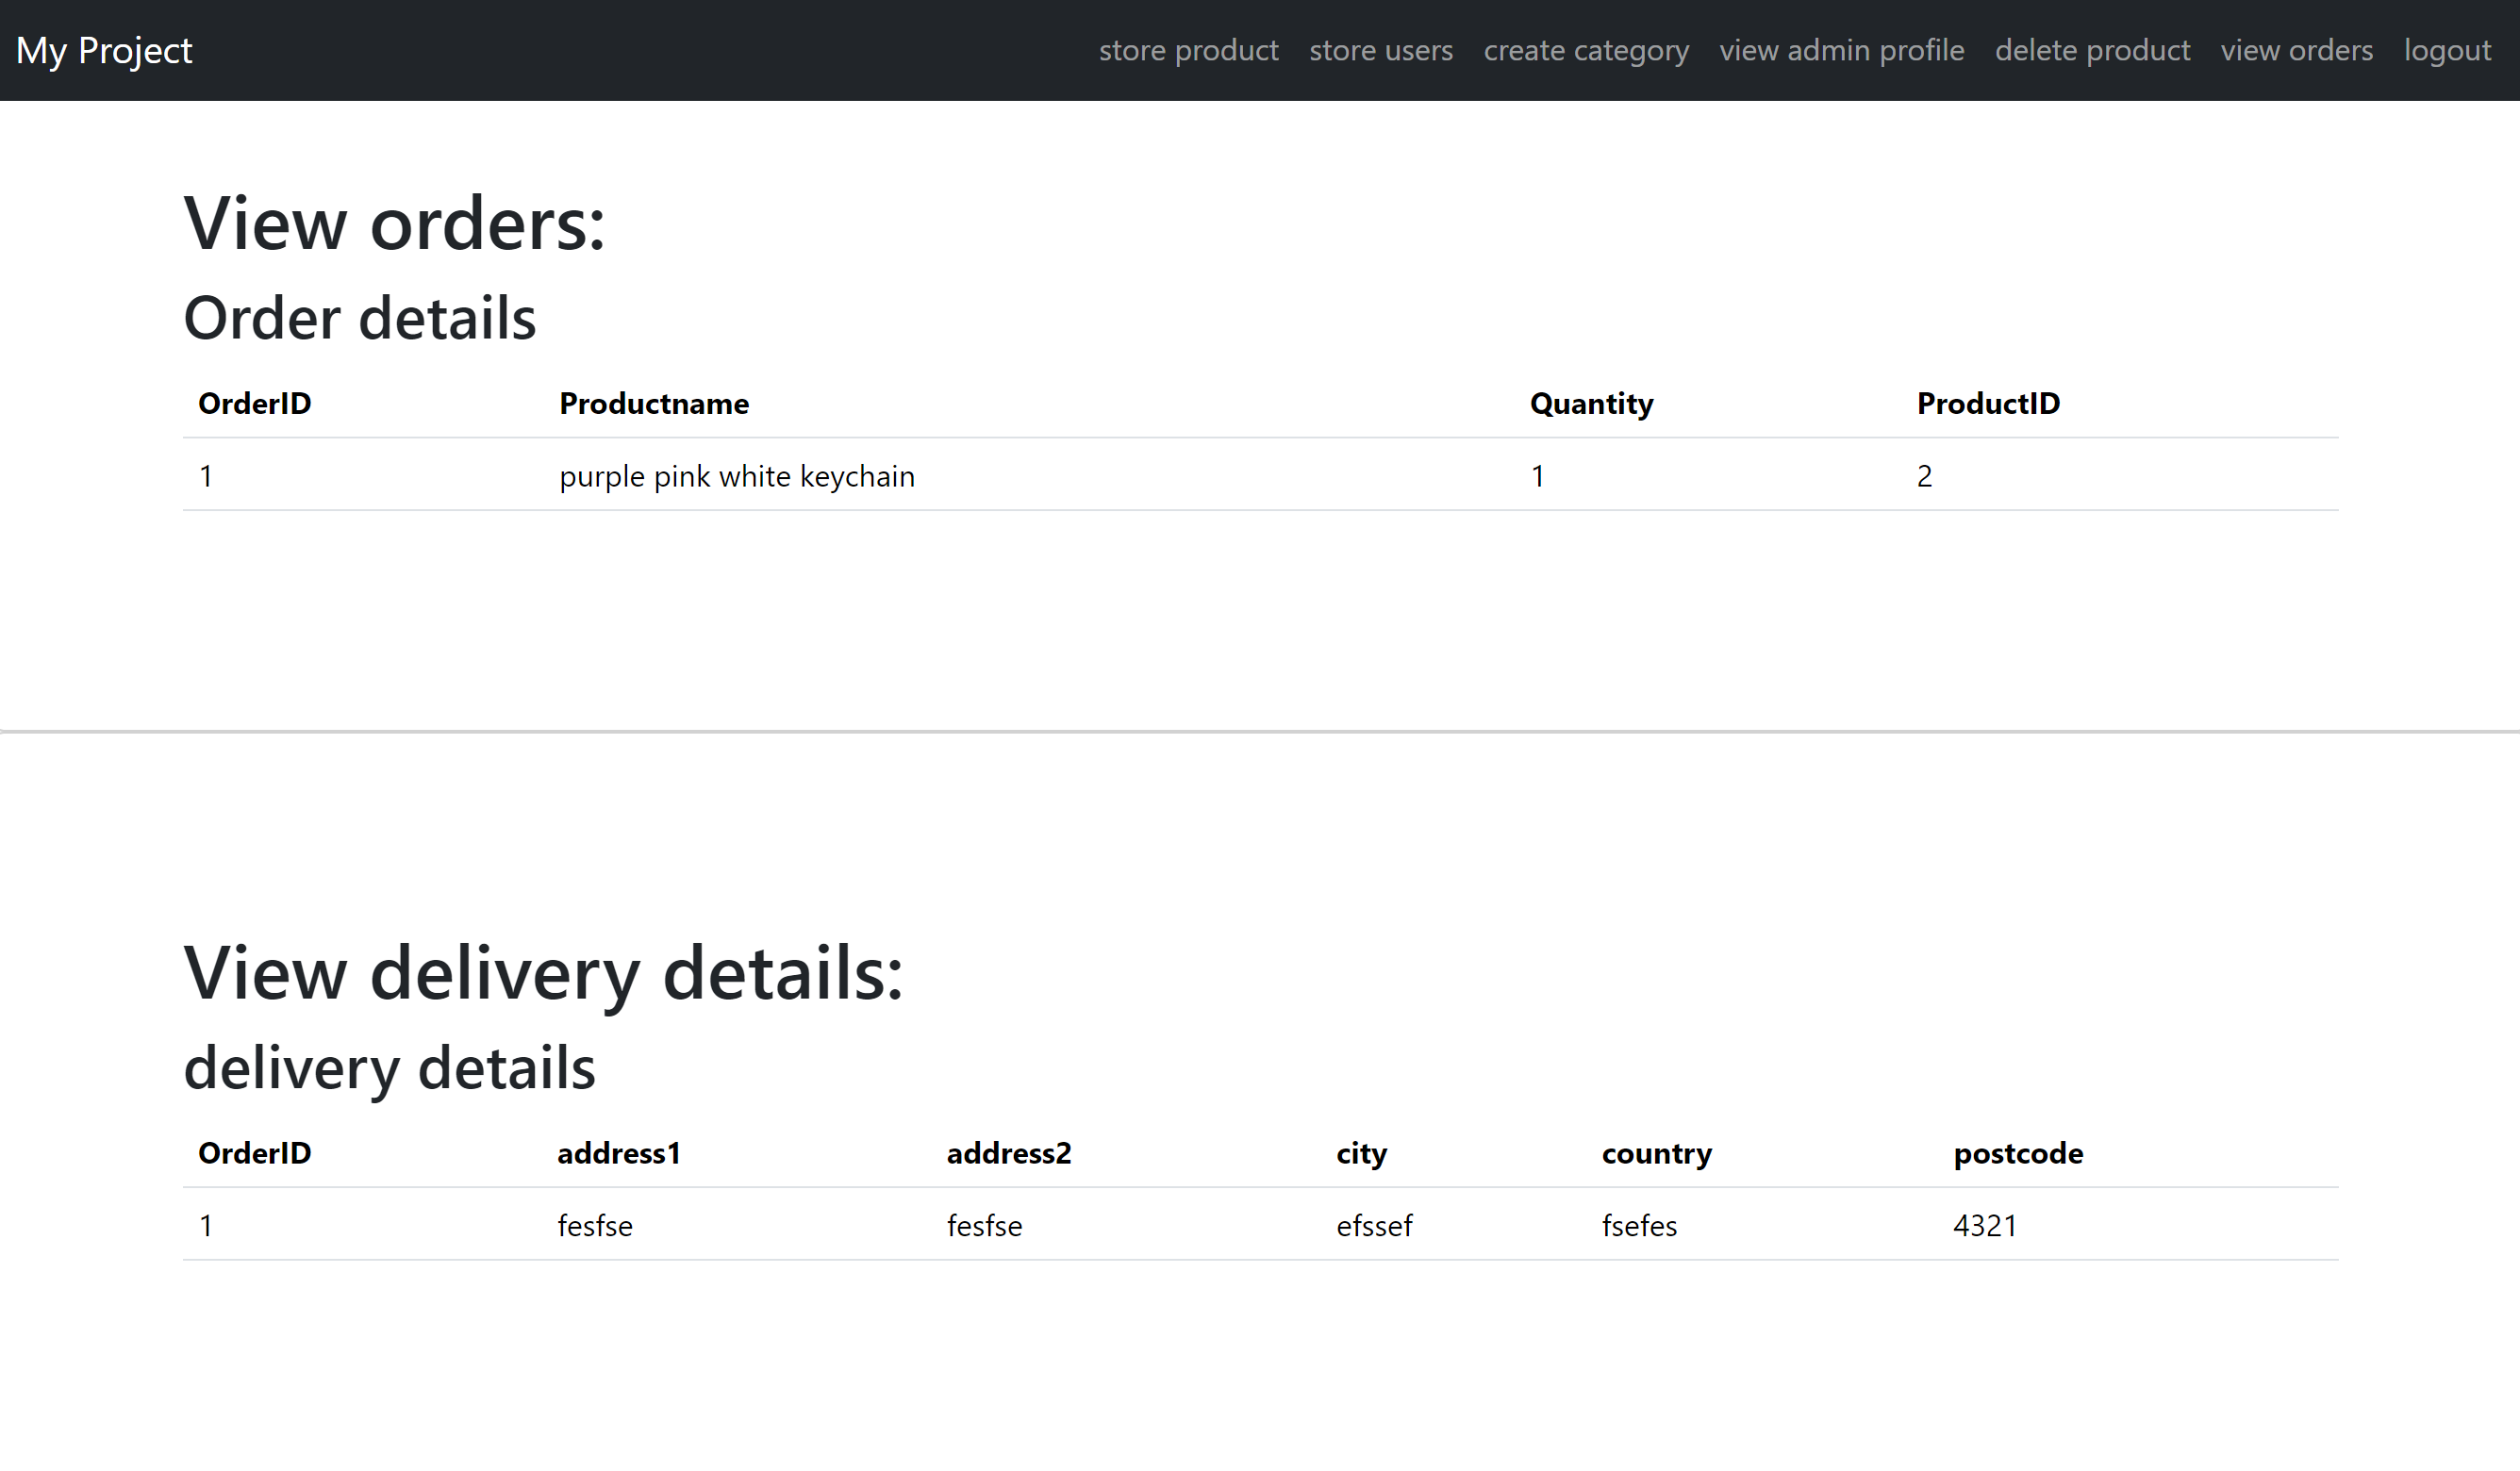 My Project store product store users create category view admin profile delete product view orders logout
View orders:
Order details
OrderID Productname Quantity ProductID
1 purple pink white keychain 1 2
View delivery details:
delivery details
OrderID address1 address2 city country postcode
1 fesfse fesfse efssef fsefes 4321